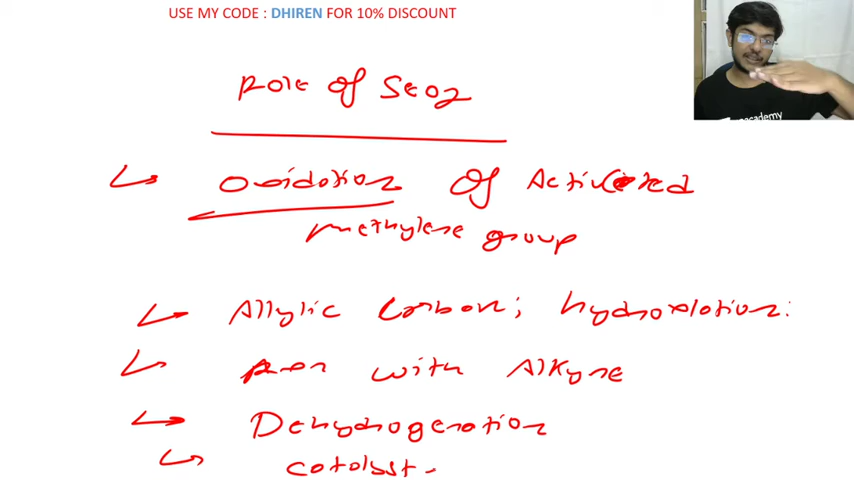 USE MY CODE : DHIREN FOR 10% DISCOUNT
Role of SeO2
Oxidation of Activated
methylene group
Allylic carbon; hydroxylation:
with Alkyne
Dehydrogenation
catalyst
academy